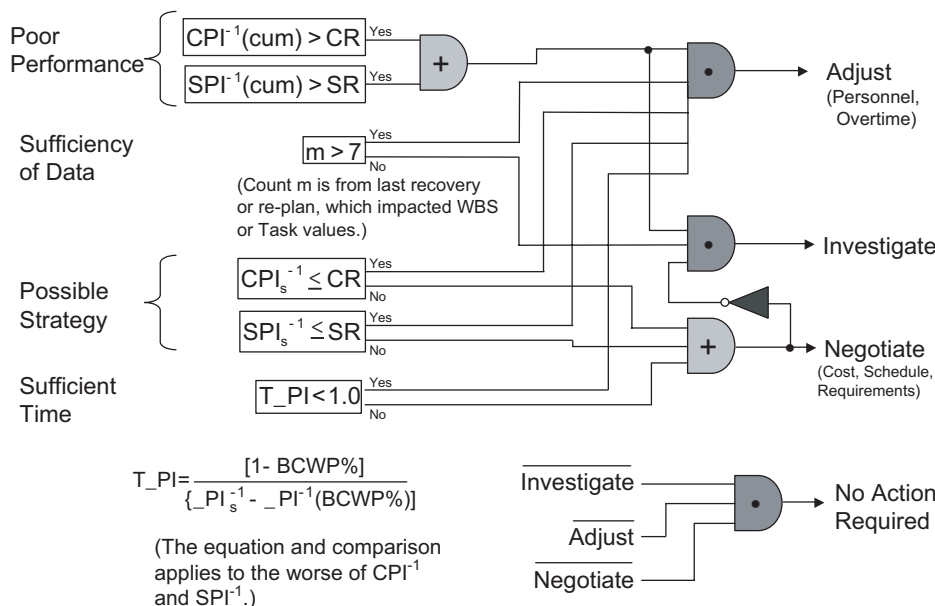 Poor
Performance
CPI⁻¹(cum) > CR
Yes
SPI⁻¹(cum) > SR
Yes
+
•
Adjust
(Personnel,
Overtime)
Sufficiency
of Data
m > 7
Yes
No
(Count m is from last recovery
or re-plan, which impacted WBS
or Task values.)
•
Investigate
Possible
Strategy
CPIₛ⁻¹ ≤ CR
Yes
No
SPIₛ⁻¹ ≤ SR
Yes
No
+
Negotiate
(Cost, Schedule,
Requirements)
Sufficient
Time
T_PI<1.0
Yes
No
T_PI= [1- BCWP%]
{_PIₛ⁻¹ - _PI⁻¹(BCWP%)]
(The equation and comparison
applies to the worse of CPI⁻¹
and SPI⁻¹.)
Investigate
Adjust
Negotiate
•
No Action
Required